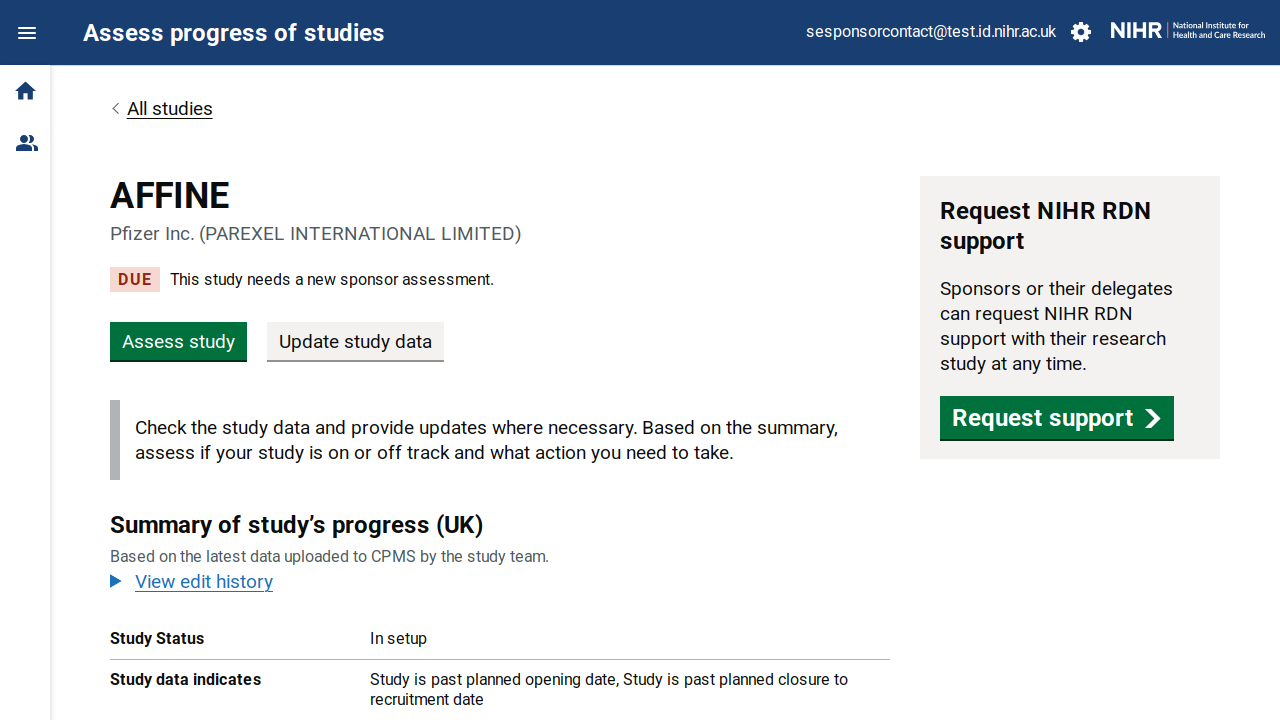 Assess progress of studies
sesponsorcontact@test.id.nihr.ac.uk
NIHR
National Institute for
Health and Care Research
All studies
AFFINE
Pfizer Inc. (PAREXEL INTERNATIONAL LIMITED)
DUE This study needs a new sponsor assessment.
Assess study
Update study data
Check the study data and provide updates where necessary. Based on the summary,
assess if your study is on or off track and what action you need to take.
Summary of study’s progress (UK)
Based on the latest data uploaded to CPMS by the study team.
View edit history
Study Status In setup
Study data indicates Study is past planned opening date, Study is past planned closure to
recruitment date
Request NIHR RDN
support
Sponsors or their delegates
can request NIHR RDN
support with their research
study at any time.
Request support